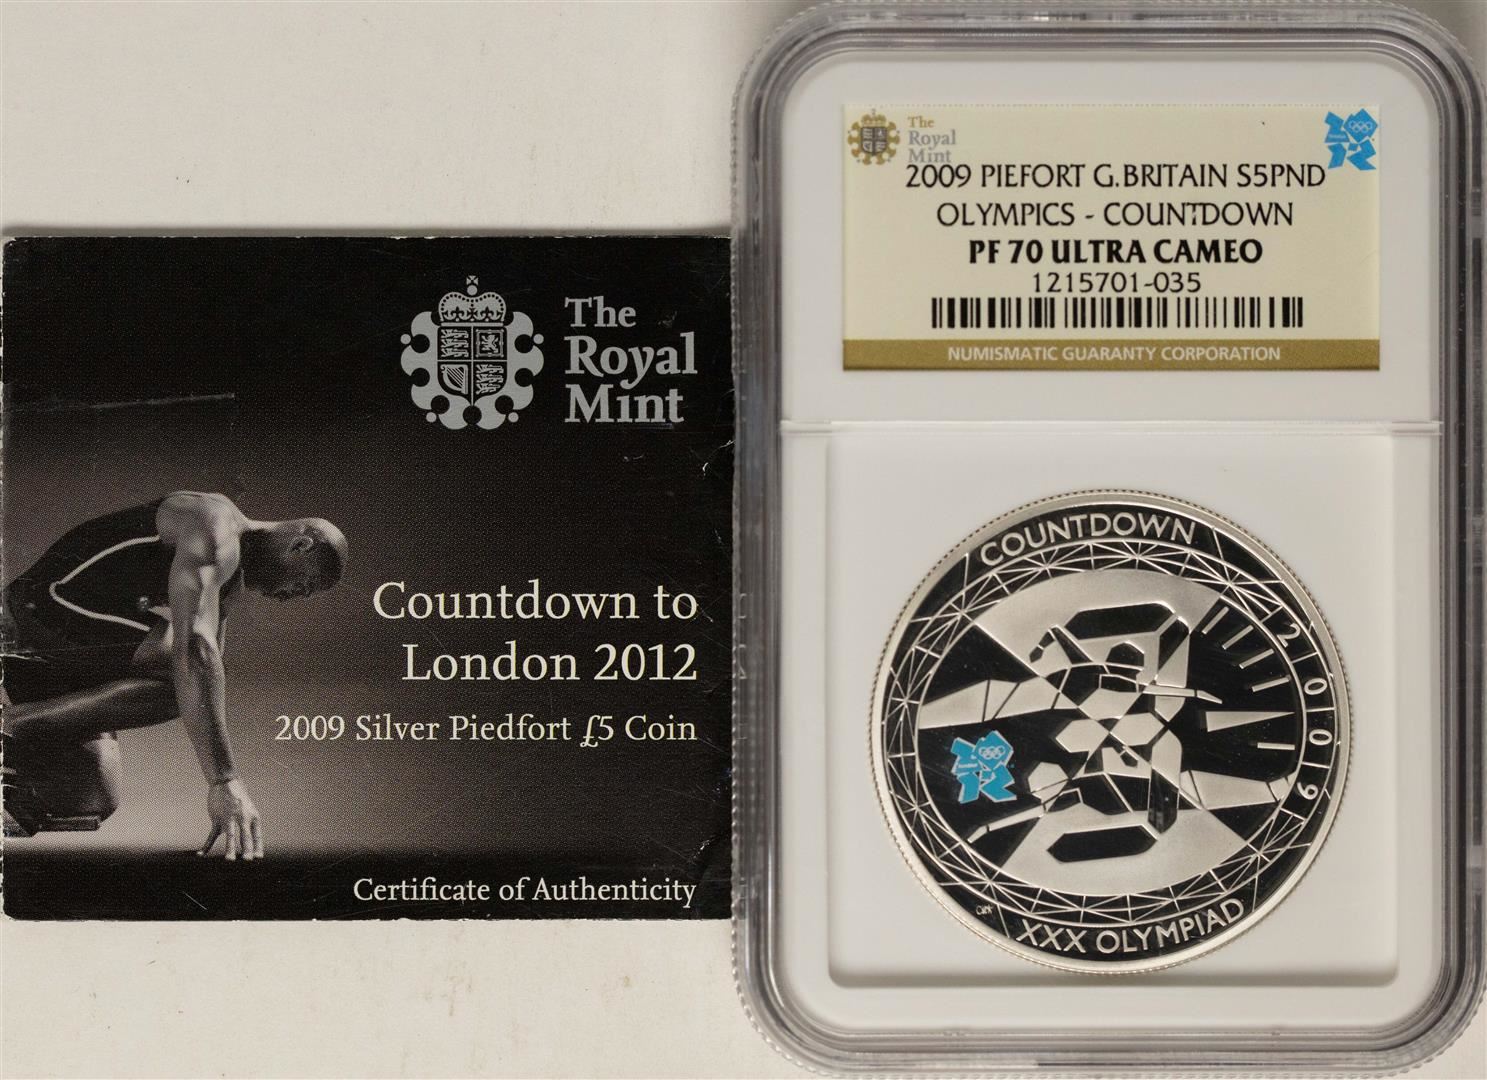 The
Royal
Mint
Countdown to
London 2012
2009 Silver Piedfort £5 Coin
Certificate of Authenticity
The
Royal
Mint
2009 PIEFORT G.BRITAIN S5PND
OLYMPICS - COUNTDOWN
PF 70 ULTRA CAMEO
1215701-035
NUMISMATIC GUARANTY CORPORATION
COUNTDOWN
2009
XXX OLYMPIAD